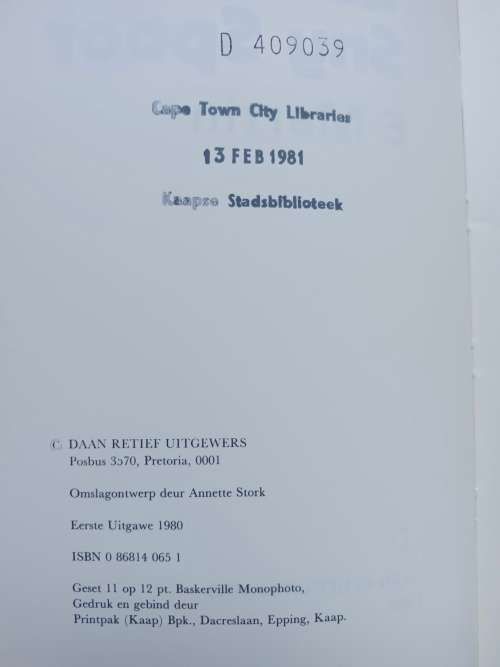 D 409039
Cape Town City Libraries
13 FEB 1981
Kaapse Stadsbiblioteek
© DAAN RETIEF UITGEWERS
Posbus 3570, Pretoria, 0001
Omslagontwerp deur Annette Stork
Eerste Uitgawe 1980
ISBN 0 86814 065 1
Geset 11 op 12 pt. Baskerville Monophoto,
Gedruk en gebind deur
Printpak (Kaap) Bpk., Dacreslaan, Epping, Kaap.